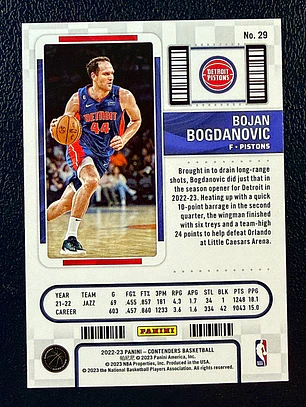 No. 29
DETROIT
PISTONS
DETROIT
44
BOJAN
BOGDANOVIC
F - PISTONS
Brought in to drain long-range
shots, Bogdanovic did just that in
the season opener for Detroit in
2022-23. Heating up with a quick
10-point barrage in the second
quarter, the wingman finished
with six treys and a team-high
24 points to help defeat Orlando
at Little Caesars Arena.
YEAR TEAM G FG% FT% 3PM RPG APG STL BLK PTS PPG
21-22 JAZZ 69 .455 .857 181 4.3 1.7 34 1 1248 18.1
CAREER 603 .457 .860 1233 3.6 1.6 334 42 9043 15.0
PANINI
2022-23 PANINI - CONTENDERS BASKETBALL
© 2023 Panini America, Inc.
© 2023 NBA Properties, Inc. Produced in the USA.
© 2023 the National Basketball Players Association. All rights reserved.
NBA